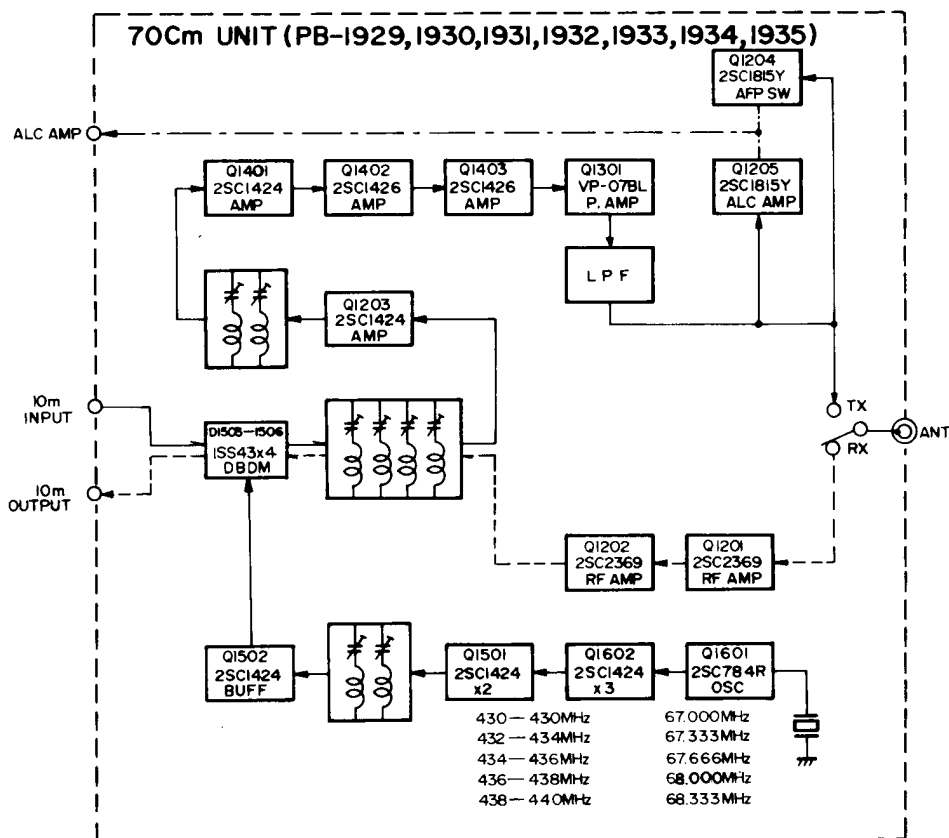 70Cm UNIT (PB-1929, 1930, 1931, 1932, 1933, 1934, 1935)
Q1204
2SC1815Y
AFP SW
ALC AMP
Q1401
2SC1424
AMP
Q1402
2SC1426
AMP
Q1403
2SC1426
AMP
Q1301
VP-07BL
P. AMP
Q1205
2SC1815Y
ALC AMP
LPF
Q1203
2SC1424
AMP
10m
INPUT
D1503-1506
1SS43x4
DBDM
TX
RX
ANT
10m
OUTPUT
Q1202
2SC2369
RF AMP
Q1201
2SC2369
RF AMP
Q1502
2SC1424
BUFF
Q1501
2SC1424
x2
Q1602
2SC1424
x3
Q1601
2SC784R
OSC
430-430MHz 67.000MHz
432-434MHz 67.333MHz
434-436MHz 67.666MHz
436-438MHz 68.000MHz
438-440MHz 68.333MHz